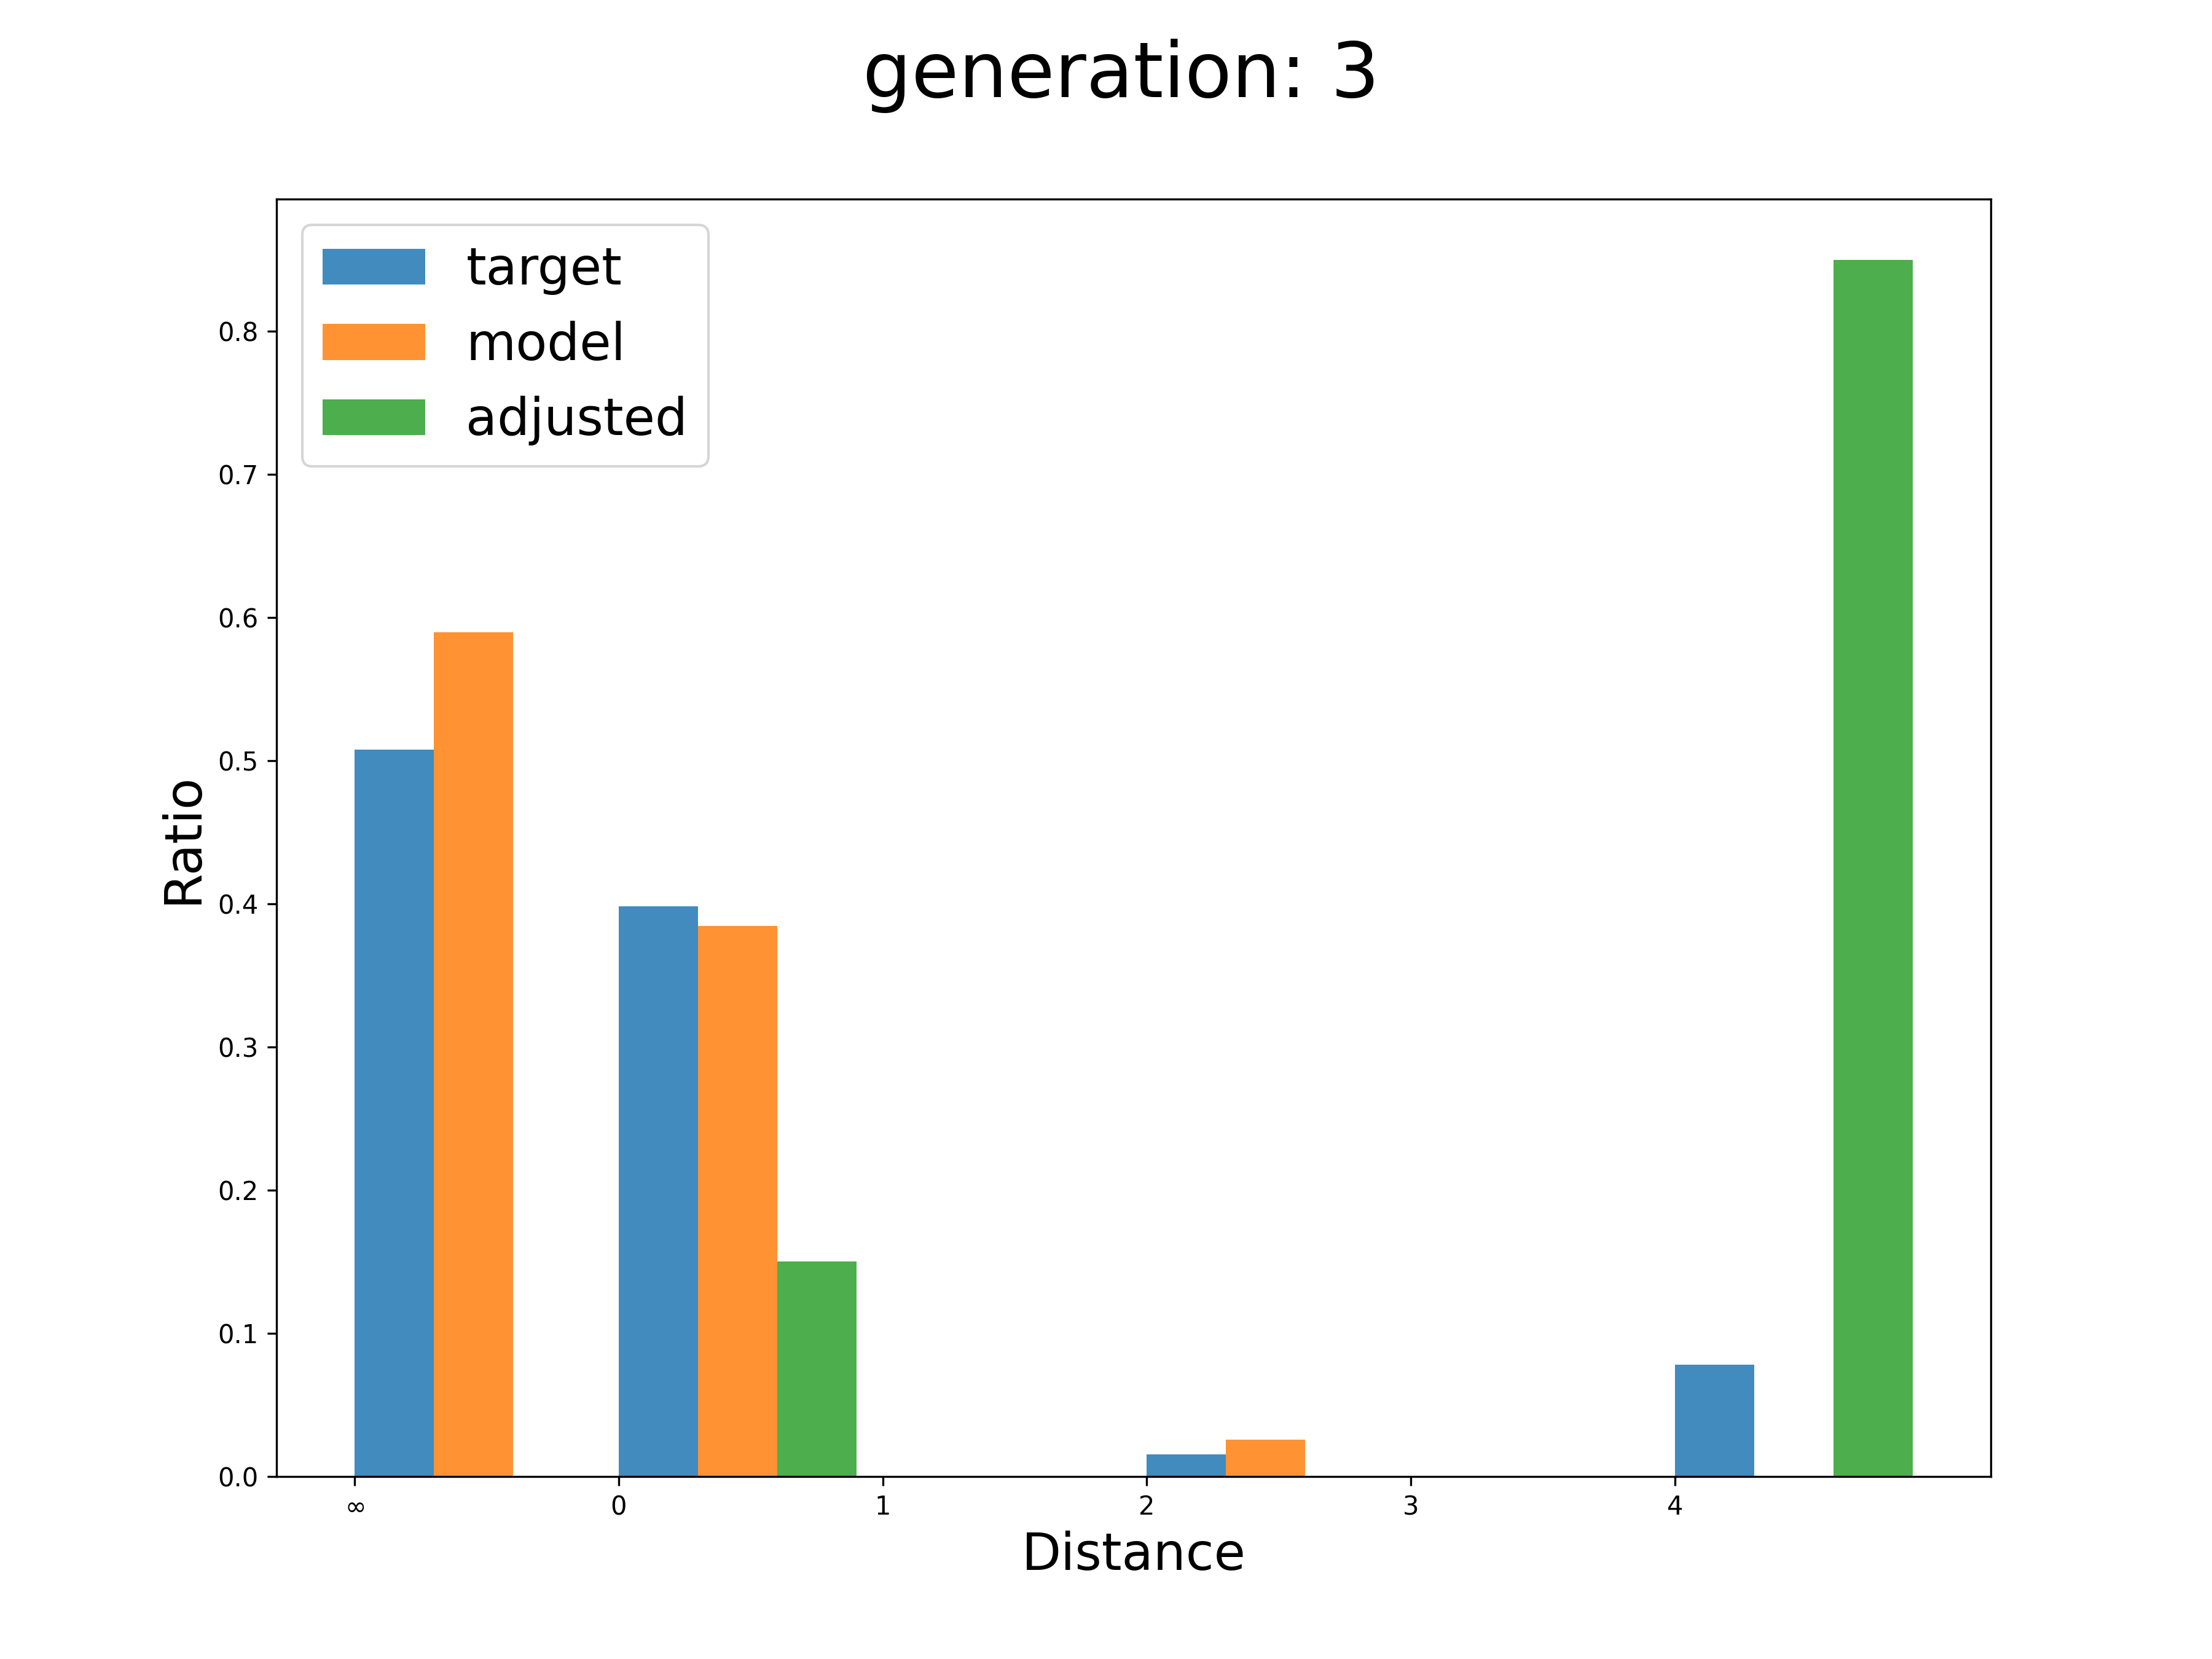 generation: 3
target
model
adjusted
0.8
0.7
0.6
0.5
0.4
0.3
0.2
0.1
0.0
Ratio
∞ 0 1 2 3 4
Distance